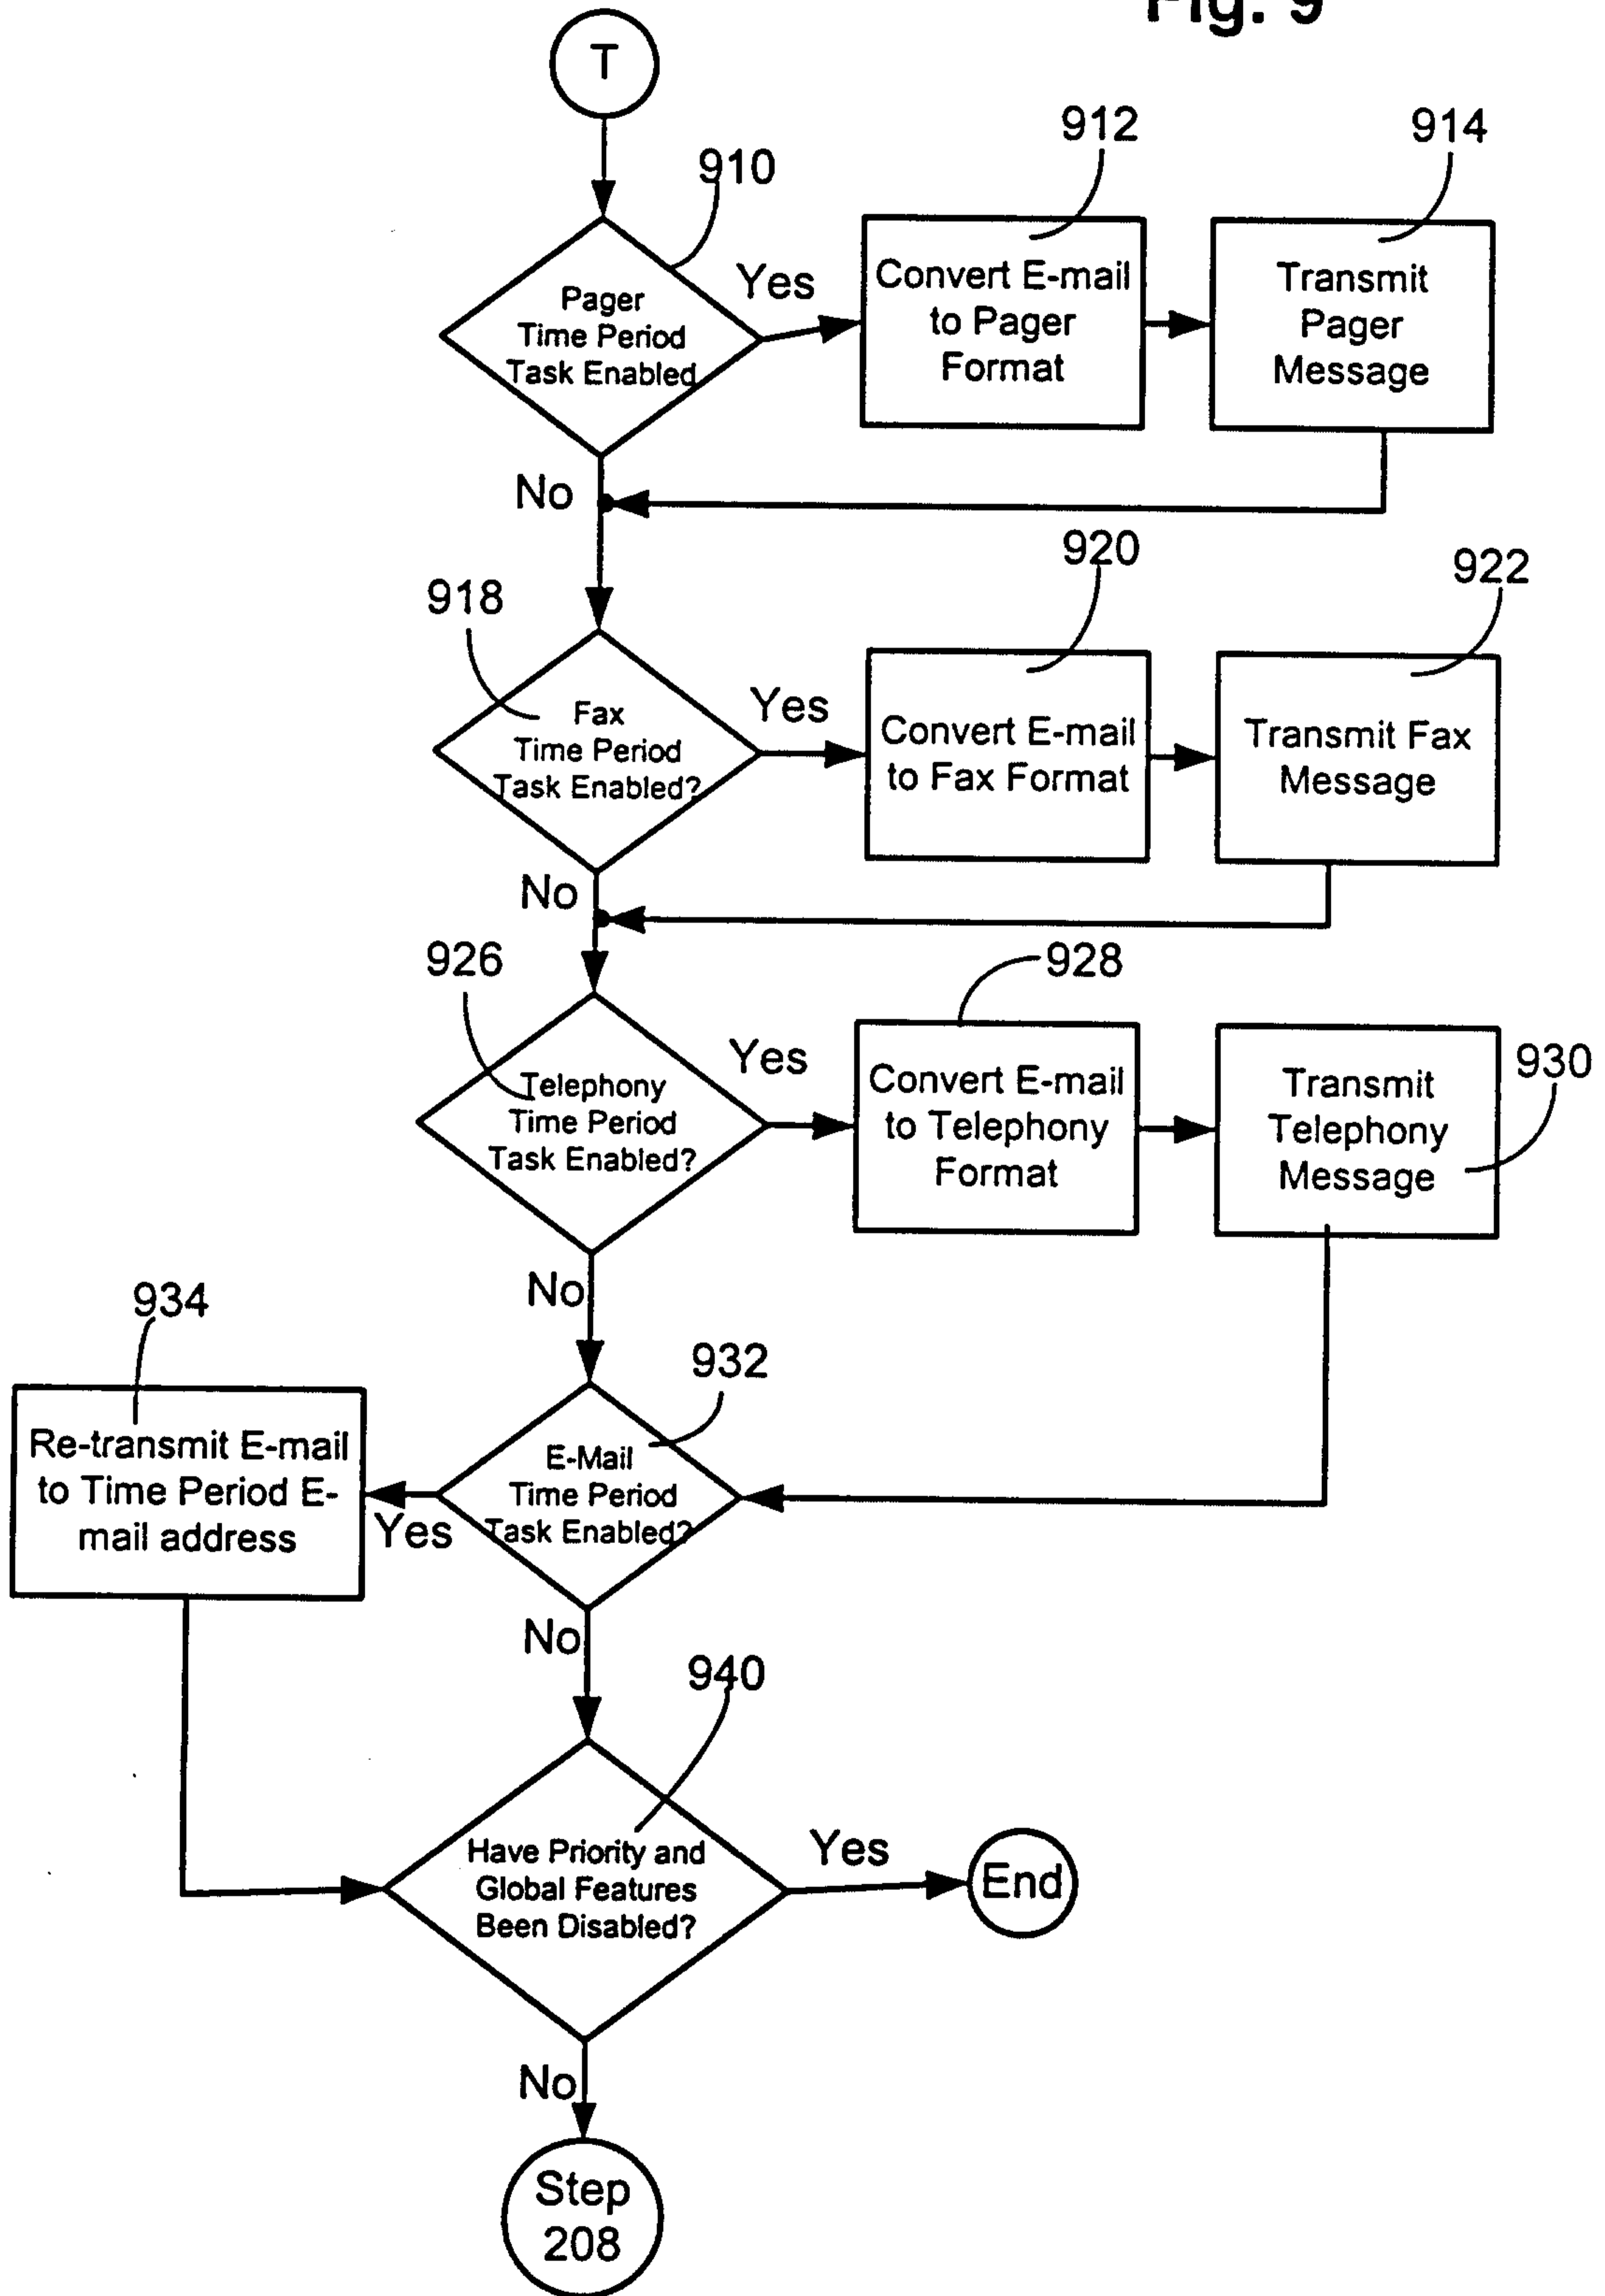 Fig. 9
T
910
912
914
Pager
Time Period
Task Enabled
Yes
Convert E-mail
to Pager
Format
Transmit
Pager
Message
No
918
920
922
Fax
Time Period
Task Enabled?
Yes
Convert E-mail
to Fax Format
Transmit Fax
Message
No
926
928
930
Telephony
Time Period
Task Enabled?
Yes
Convert E-mail
to Telephony
Format
Transmit
Telephony
Message
No
934
932
Re-transmit E-mail
to Time Period E-
mail address
Yes
E-Mail
Time Period
Task Enabled?
No
940
Have Priority and
Global Features
Been Disabled?
Yes
End
No
Step
208